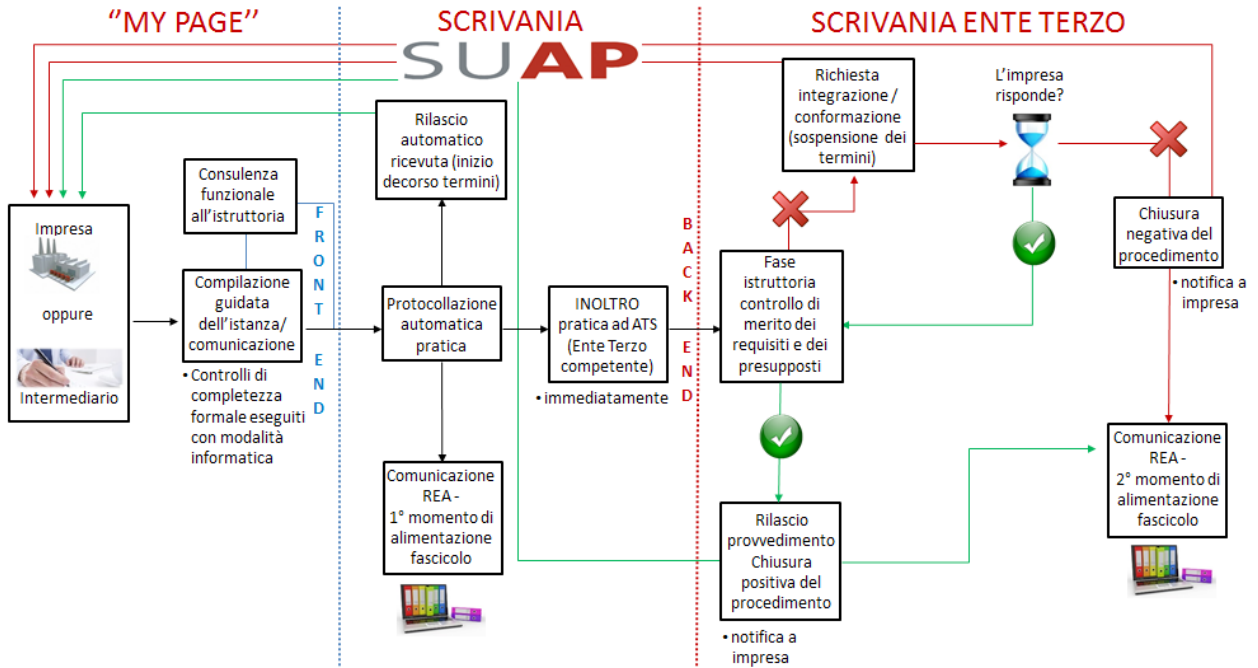 "MY PAGE"
SCRIVANIA
SCRIVANIA ENTE TERZO
SUAP
Impresa
oppure
Intermediario
Consulenza
funzionale
all'istruttoria
Compilazione
guidata
dell'istanza/
comunicazione
• Controlli di
completezza
formale eseguiti
con modalità
informatica
FRONT END
Rilascio
automatico
ricevuta (inizio
decorso termini)
Protocollazione
automatica
pratica
Comunicazione
REA -
1° momento di
alimentazione
fascicolo
INOLTRO
pratica ad ATS
(Ente Terzo
competente)
• immediatamente
BACK END
Richiesta
integrazione /
conformazione
(sospensione dei
termini)
L'impresa
risponde?
Fase
istruttoria
controllo di
merito dei
requisiti e dei
presupposti
Rilascio
provvedimento
Chiusura
positiva del
procedimento
• notifica a
impresa
Chiusura
negativa del
procedimento
• notifica a
impresa
Comunicazione
REA -
2° momento di
alimentazione
fascicolo